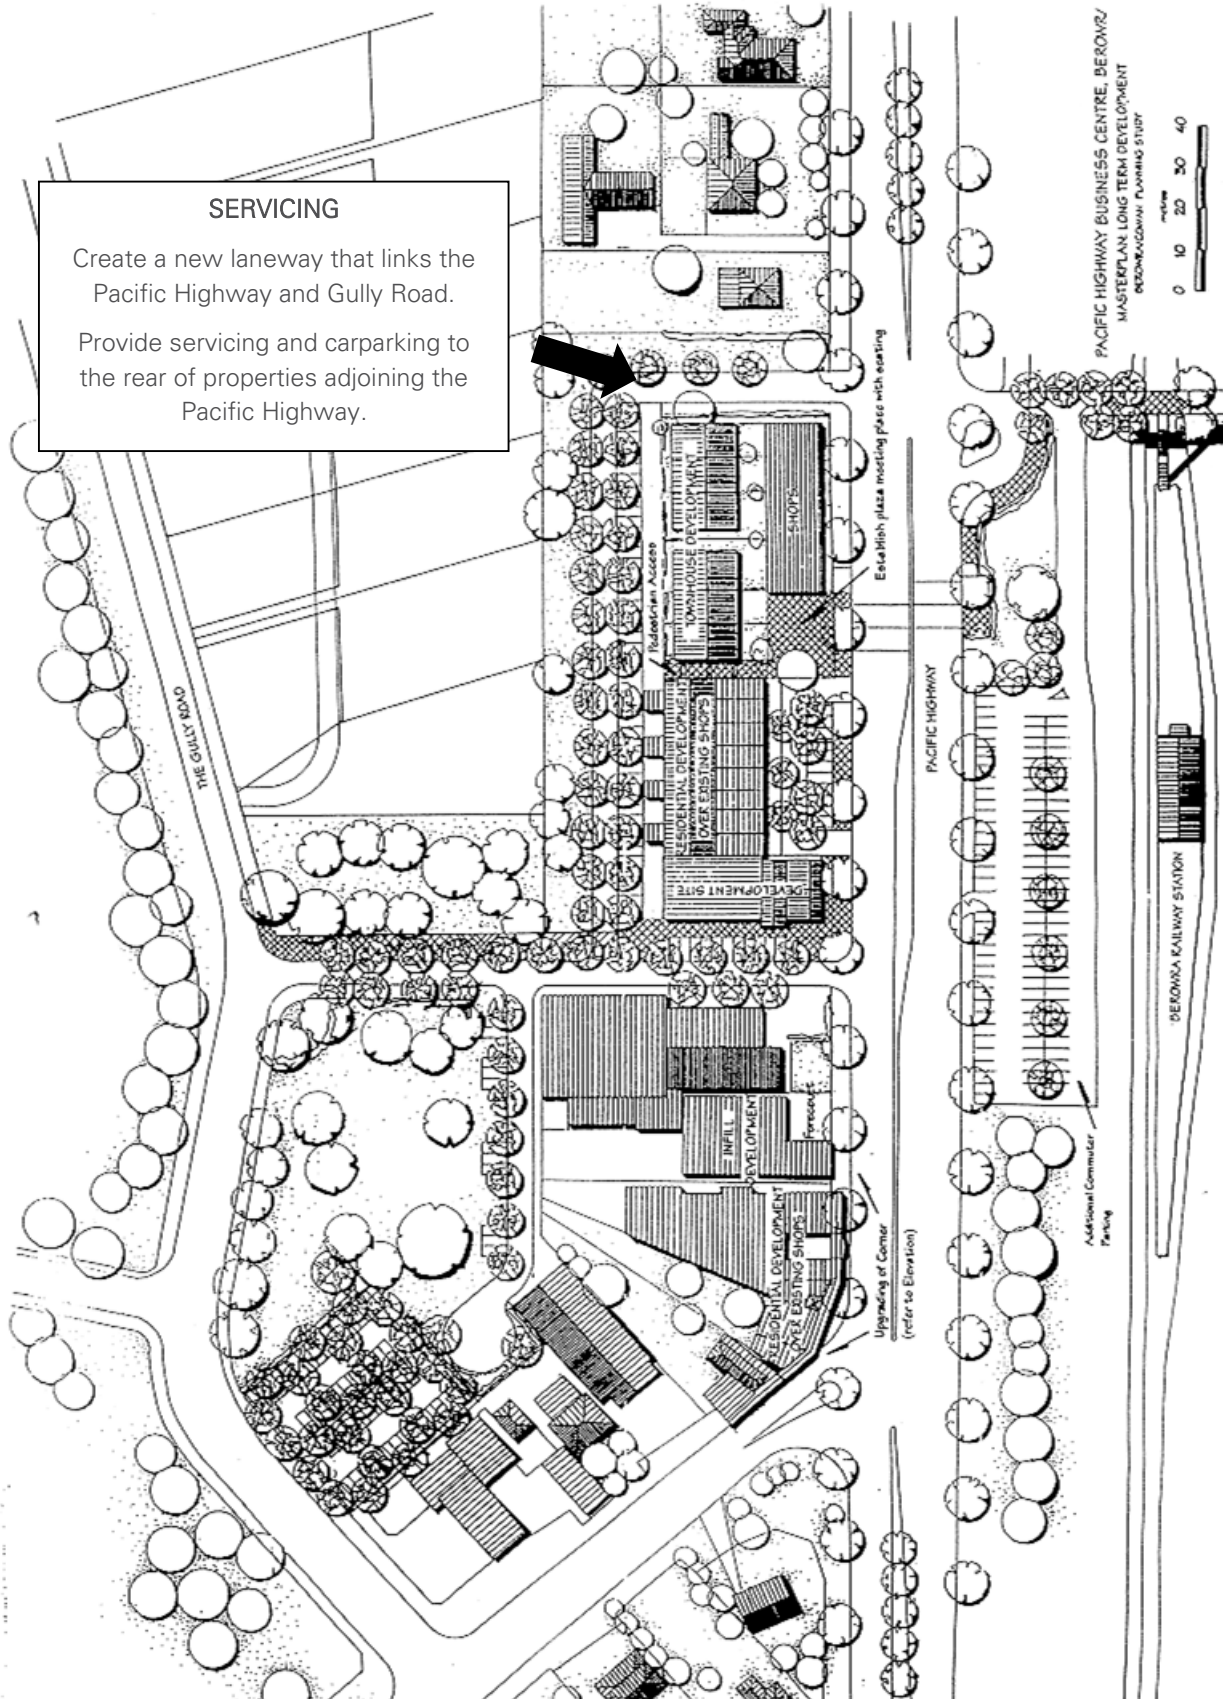 SERVICING
Create a new laneway that links the
Pacific Highway and Gully Road.
Provide servicing and carparking to
the rear of properties adjoining the
Pacific Highway.
PACIFIC HIGHWAY BUSINESS CENTRE, BEROWR
MASTERPLAN: LONG TERM DEVELOPMENT
BEROWRA/COWAN PLANNING STUDY
metres
0 10 20 30 40
Establish plaza meeting place with seating
TOWNHOUSE DEVELOPMENT
SHOPS
Pedestrian Access
THE GULLY ROAD
RESIDENTIAL DEVELOPMENT
OVER EXISTING SHOPS
DEVELOPMENT SITE
PACIFIC HIGHWAY
BEROWRA RAILWAY STATION
INFILL
DEVELOPMENT
Forecourt
RESIDENTIAL DEVELOPMENT
OVER EXISTING SHOPS
Upgrading of Corner
(refer to Elevation)
Additional Commuter
Parking